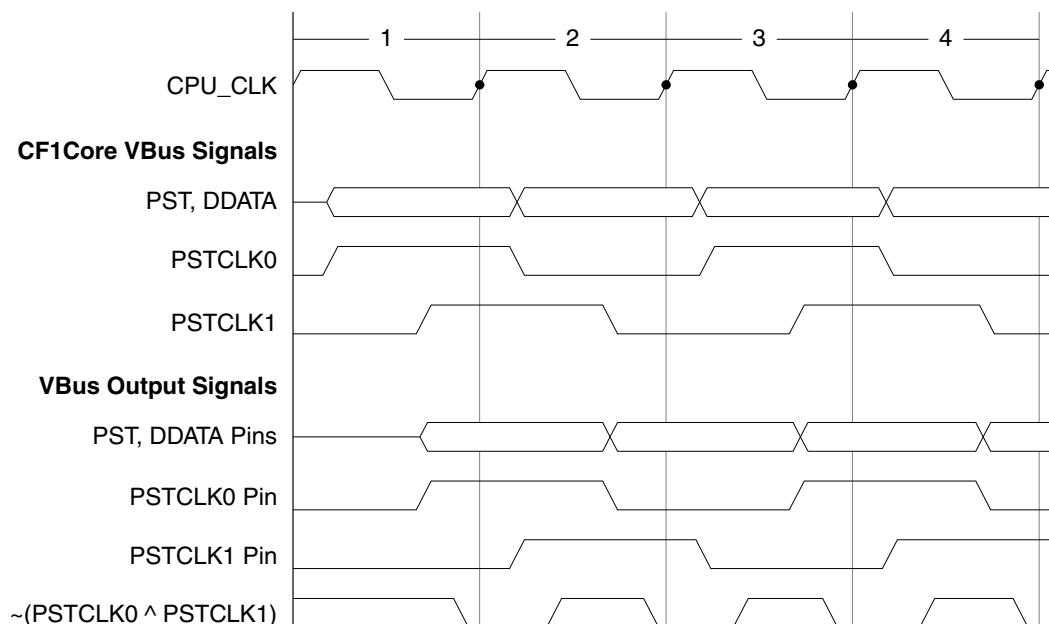 1 2 3 4
CPU_CLK
CF1Core VBus Signals
PST, DDATA
PSTCLK0
PSTCLK1
VBus Output Signals
PST, DDATA Pins
PSTCLK0 Pin
PSTCLK1 Pin
~(PSTCLK0 ^ PSTCLK1)